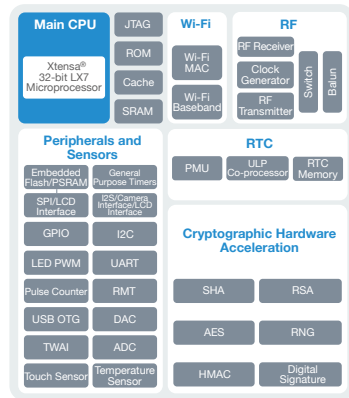 Main CPU
Xtensa®
32-bit LX7
Microprocessor
JTAG
ROM
Cache
SRAM
Wi-Fi
Wi-Fi
MAC
Wi-Fi
Baseband
RF
RF Receiver
Clock
Generator
RF
Transmitter
Switch
Balun
Peripherals and
Sensors
Embedded
Flash/PSRAM
General
Purpose Timers
SPI/LCD
Interface
I2S/Camera
Interface/LCD
Interface
GPIO
I2C
LED PWM
UART
Pulse Counter
RMT
USB OTG
DAC
TWAI
ADC
Touch Sensor
Temperature
Sensor
RTC
PMU
ULP
Co-processor
RTC
Memory
Cryptographic Hardware
Acceleration
SHA
RSA
AES
RNG
HMAC
Digital
Signature